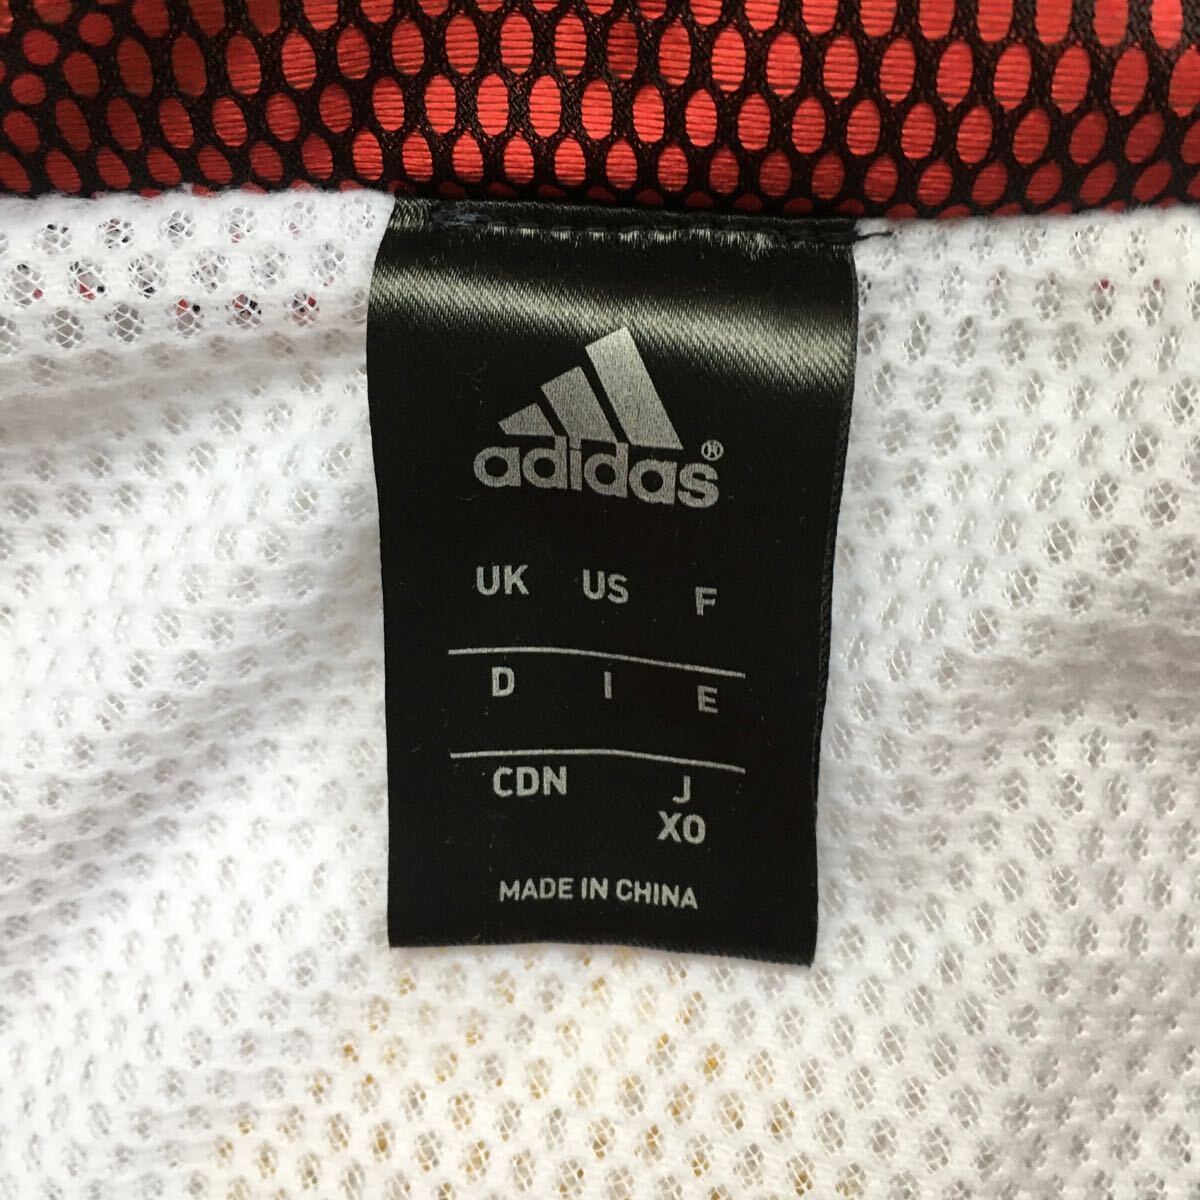 adidas®
UK US F
D I E
CDN J
XO
MADE IN CHINA